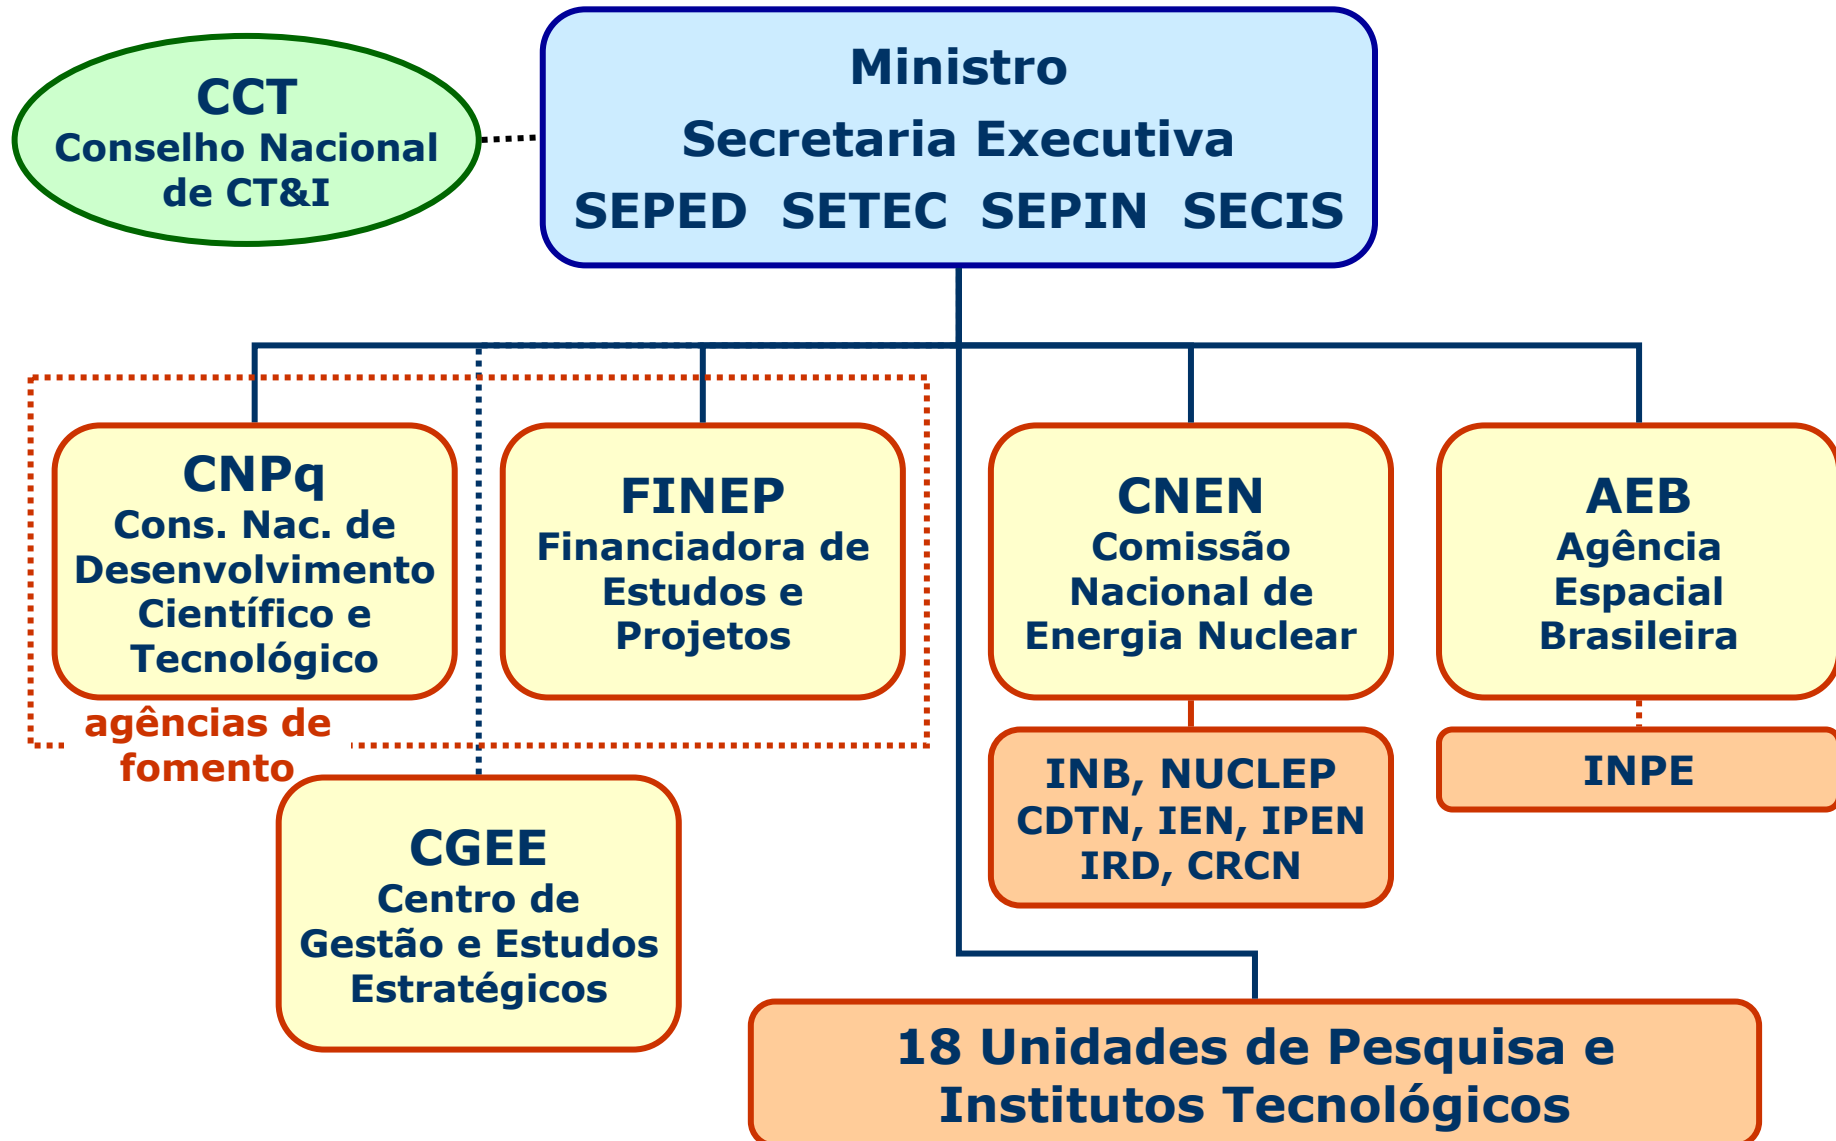 CCT
Conselho Nacional
de CT&I
Ministro
Secretaria Executiva
SEPED SETEC SEPIN SECIS
CNPq
Cons. Nac. de
Desenvolvimento
Científico e
Tecnológico
FINEP
Financiadora de
Estudos e
Projetos
CNEN
Comissão
Nacional de
Energia Nuclear
AEB
Agência
Espacial
Brasileira
agências de
fomento
INB, NUCLEP
CDTN, IEN, IPEN
IRD, CRCN
INPE
CGEE
Centro de
Gestão e Estudos
Estratégicos
18 Unidades de Pesquisa e
Institutos Tecnológicos